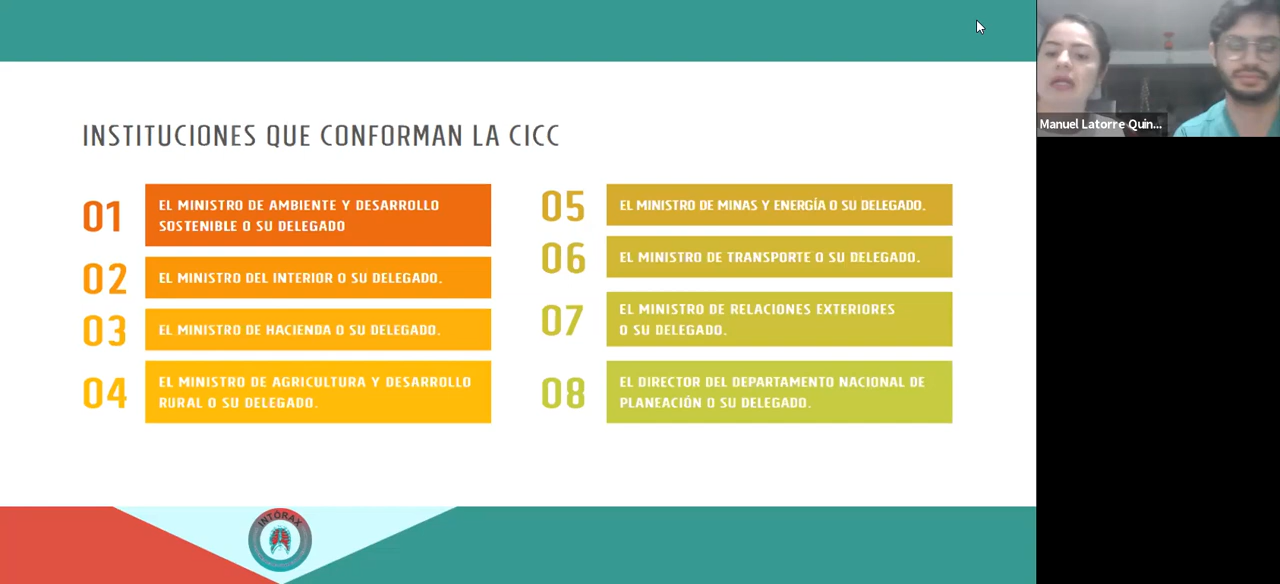 INSTITUCIONES QUE CONFORMAN LA CICC
01
EL MINISTRO DE AMBIENTE Y DESARROLLO
SOSTENIBLE O SU DELEGADO
02
EL MINISTRO DEL INTERIOR O SU DELEGADO.
03
EL MINISTRO DE HACIENDA O SU DELEGADO.
04
EL MINISTRO DE AGRICULTURA Y DESARROLLO
RURAL O SU DELEGADO.
05
EL MINISTRO DE MINAS Y ENERGÍA O SU DELEGADO.
06
EL MINISTRO DE TRANSPORTE O SU DELEGADO.
07
EL MINISTRO DE RELACIONES EXTERIORES
O SU DELEGADO.
08
EL DIRECTOR DEL DEPARTAMENTO NACIONAL DE
PLANEACIÓN O SU DELEGADO.
Manuel Latorre Quin...
INTORAX